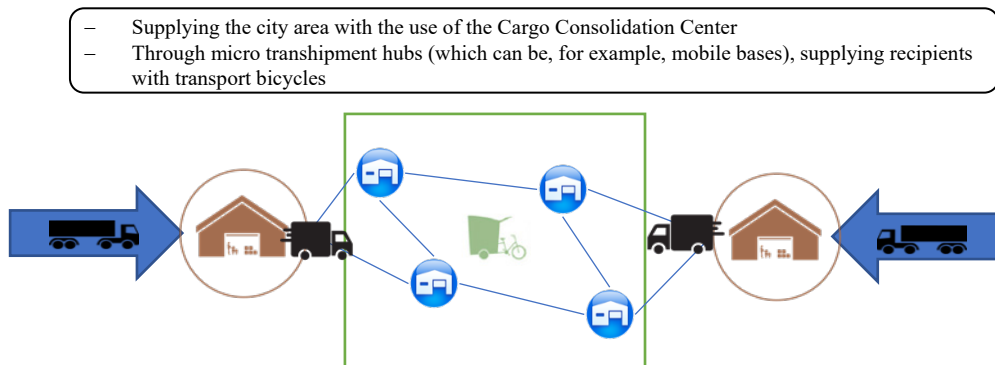 – Supplying the city area with the use of the Cargo Consolidation Center
– Through micro transhipment hubs (which can be, for example, mobile bases), supplying recipients
with transport bicycles